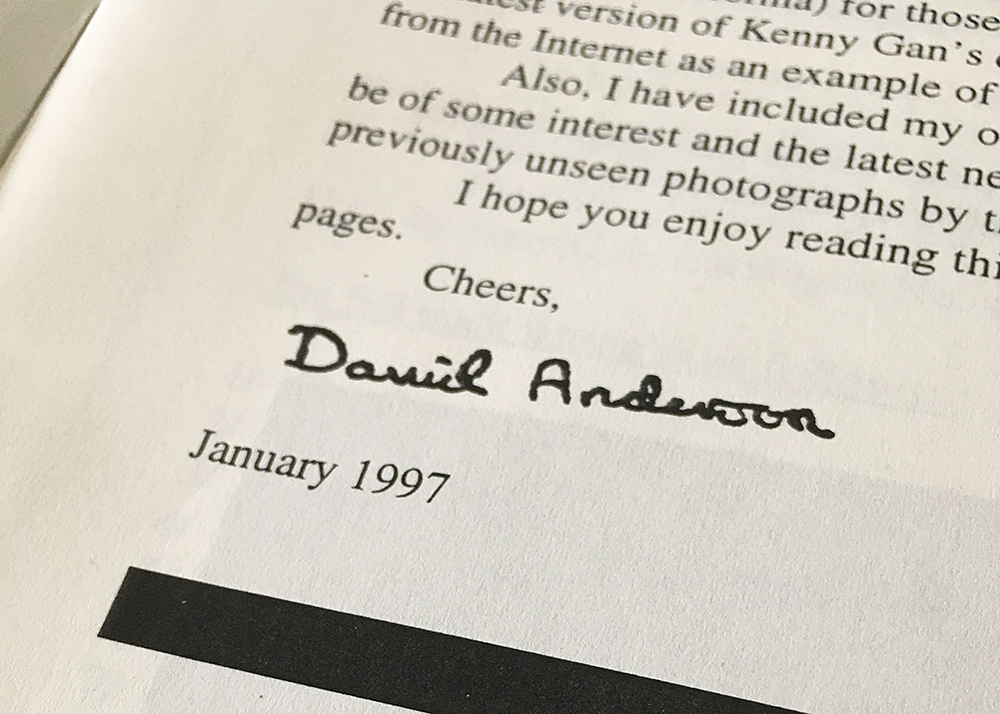 version of Kenny Gan's
from the Internet as an example of
Also, I have included my
be of some interest and the latest
previously unseen photographs by
I hope you enjoy reading
pages.
Cheers,
Daniel Anderson
January 1997